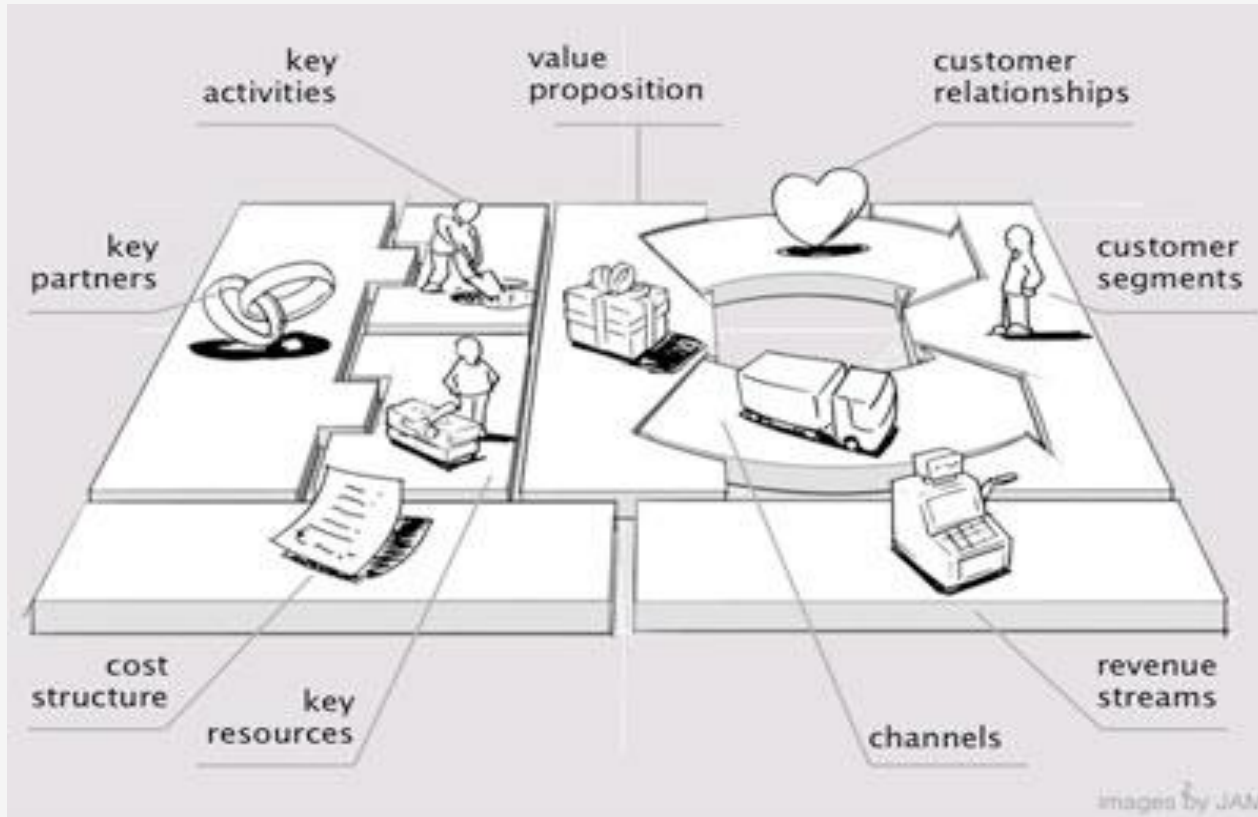 key
activities
value
proposition
customer
relationships
key
partners
customer
segments
cost
structure
key
resources
channels
revenue
streams
images by JAM